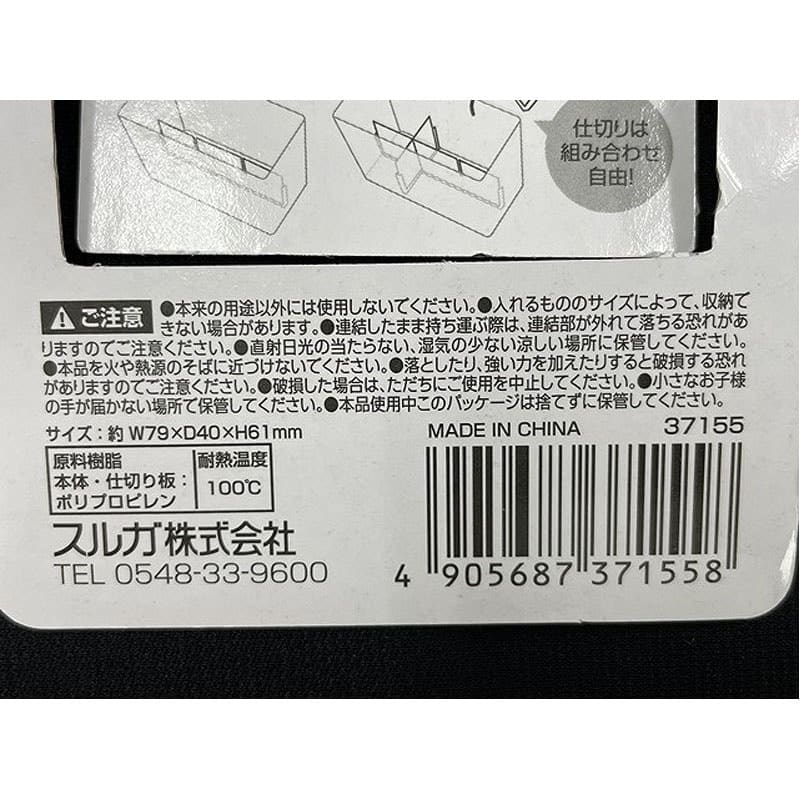 仕切りは
組み合わせ
自由!
ご注意 ●本来の用途以外には使用しないでください。●入れるもののサイズによって、収納で
きない場合があります。●連結したまま持ち運ぶ際は、連結部が外れて落ちる恐れがあ
りますのでご注意ください。●直射日光の当たらない、湿気の少ない涼しい場所に保管してください。
●本品を火や熱源のそばに近づけないでください。●落としたり、強い力を加えたりすると破損する恐れ
がありますのでご注意ください。●破損した場合は、ただちにご使用を中止してください。●小さなお子様
の手が届かない場所で保管してください。●本品使用中このパッケージは捨てずに保管してください。
サイズ:約 W79×D40×H61mm
MADE IN CHINA 37155
原料樹脂 耐熱温度
本体・仕切り板: 100℃
ポリプロピレン
スルガ株式会社
TEL 0548-33-9600
4 905687 371558